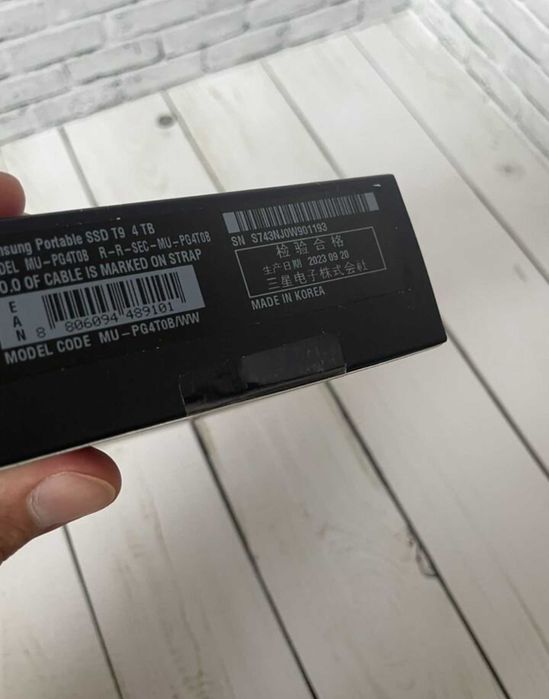 nsung Portable SSD T9 4 TB
DEL MU-PG4T0B R-R-SEC-MU-PG4T0B
O.O OF CABLE IS MARKED ON STRAP
EAN
8 806094 489101
MODEL CODE MU-PG4T0B/WW
SN S743NJ0W901193
检验合格
生产日期 2023 09 20
三星电子株式会社
MADE IN KOREA